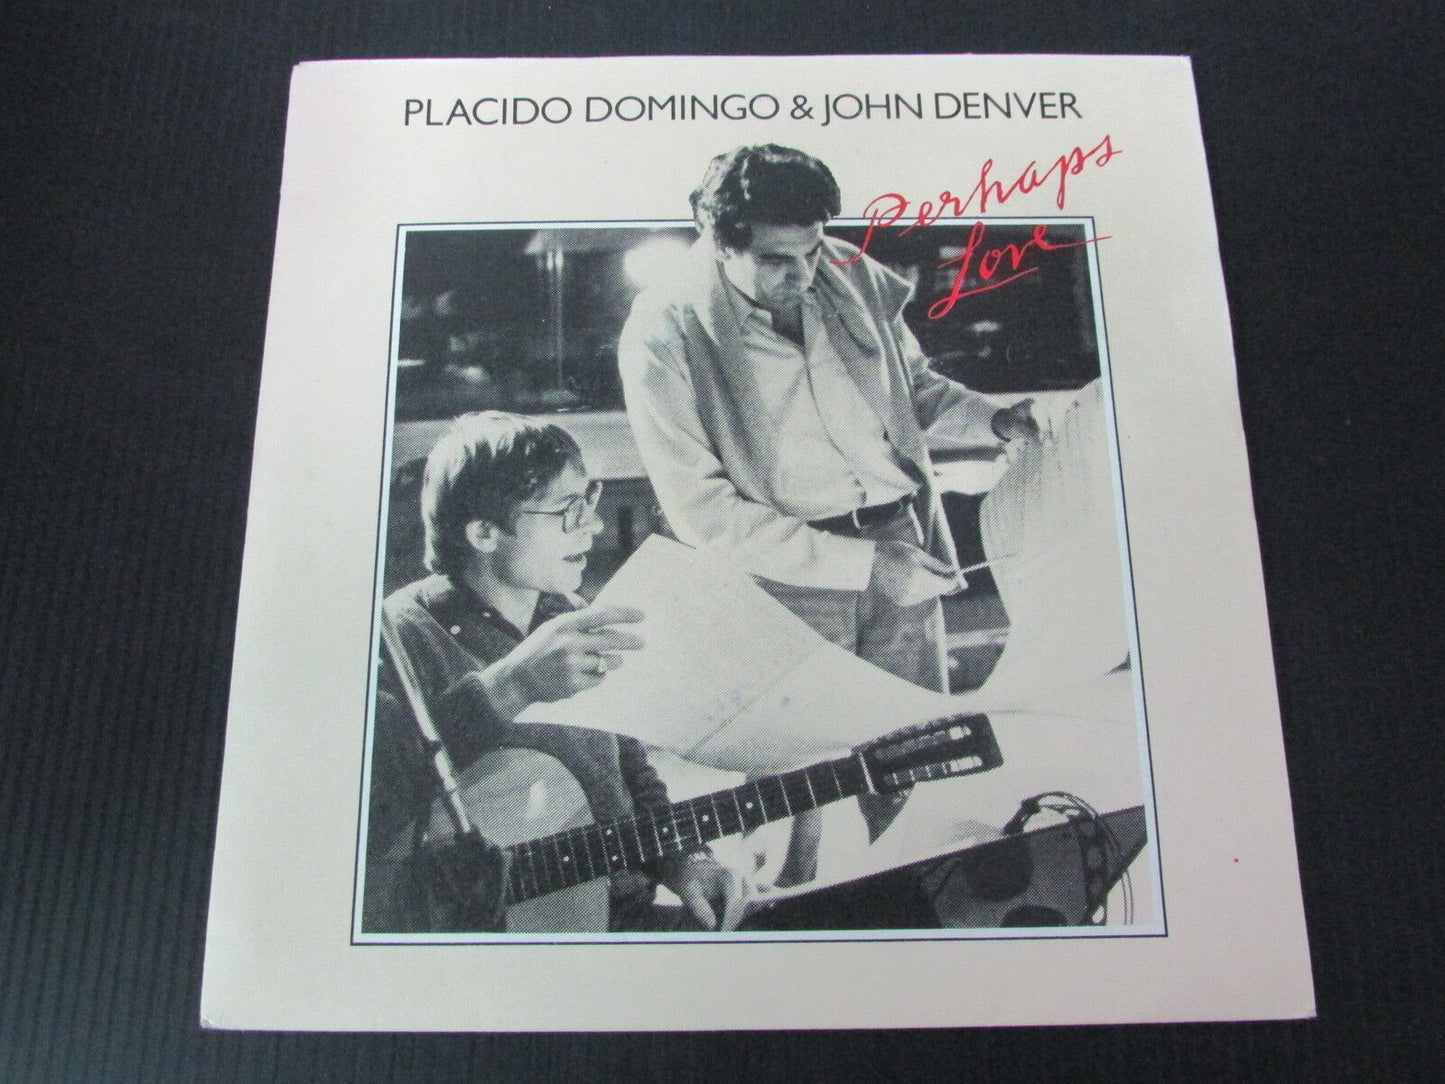 PLACIDO DOMINGO & JOHN DENVER
Perhaps
Love